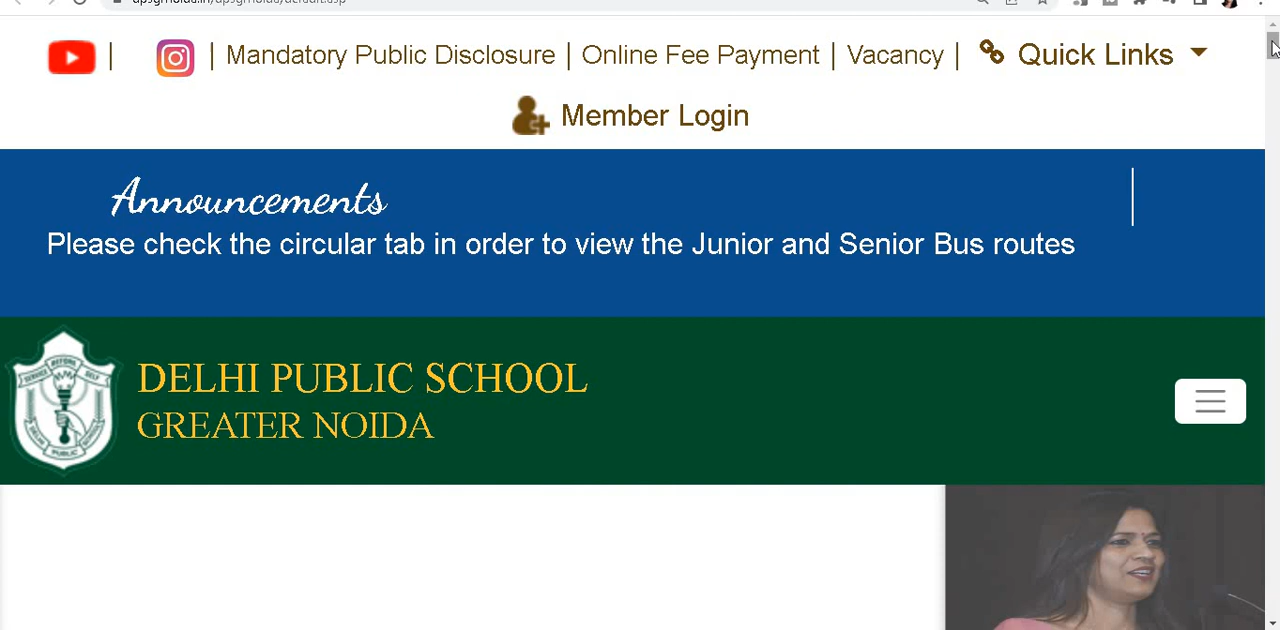 Mandatory Public Disclosure | Online Fee Payment | Vacancy | Quick Links
Member Login
Announcements
Please check the circular tab in order to view the Junior and Senior Bus routes
DELHI PUBLIC SCHOOL
GREATER NOIDA